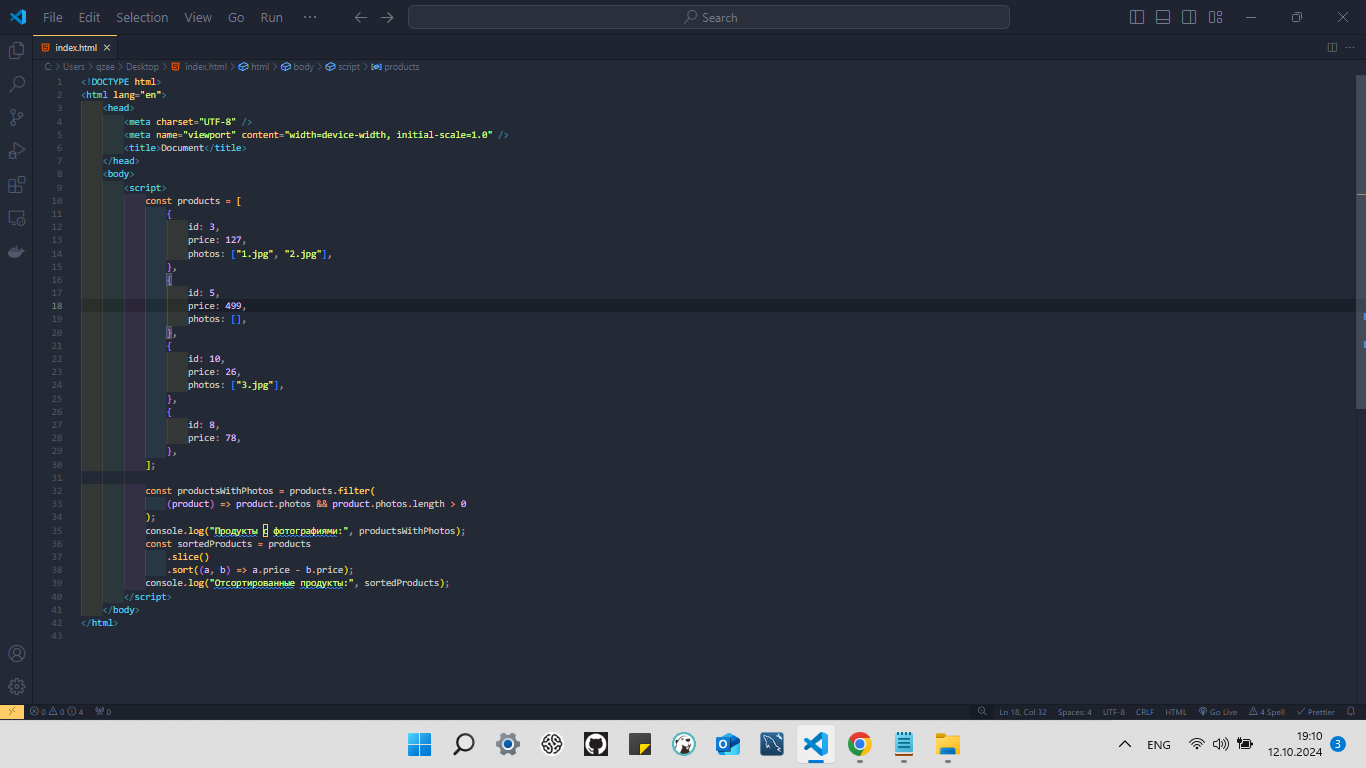 File Edit Selection View Go Run ··· Search
index.html
C: > Users > qzee > Desktop > index.html > html > body > script > products
1 <!DOCTYPE html>
2 <html lang="en">
3 <head>
4 <meta charset="UTF-8" />
5 <meta name="viewport" content="width=device-width, initial-scale=1.0" />
6 <title>Document</title>
7 </head>
8 <body>
9 <script>
10 const products = [
11 {
12 id: 3,
13 price: 127,
14 photos: ["1.jpg", "2.jpg"],
15 },
16 {
17 id: 5,
18 price: 499,
19 photos: [],
20 },
21 {
22 id: 10,
23 price: 26,
24 photos: ["3.jpg"],
25 },
26 {
27 id: 8,
28 price: 78,
29 },
30 ];
31
32 const productsWithPhotos = products.filter(
33 (product) => product.photos && product.photos.length > 0
34 );
35 console.log("Продукты с фотографиями:", productsWithPhotos);
36 const sortedProducts = products
37 .slice()
38 .sort((a, b) => a.price - b.price);
39 console.log("Отсортированные продукты:", sortedProducts);
40 </script>
41 </body>
42 </html>
43
0 0 4 0 Ln 18, Col 32 Spaces: 4 UTF-8 CRLF HTML Go Live 4 Spell Prettier
ENG 19:10
12.10.2024 3